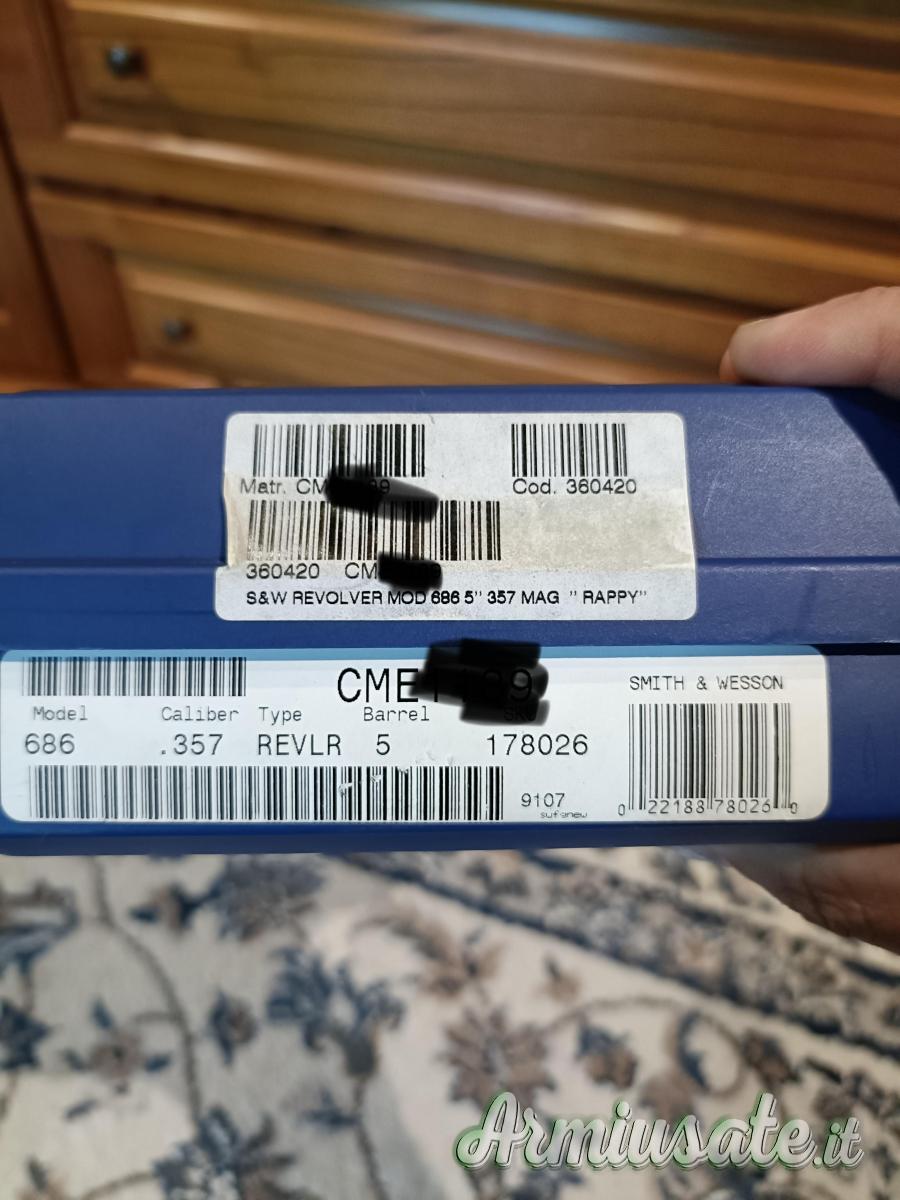 Matr. CM
Cod. 360420
360420 CM
S&W REVOLVER MOD 686 5" 357 MAG " RAPPY"
CME
SMITH & WESSON
Model Caliber Type Barrel
686 .357 REVLR 5 178026
9107
0 22188 78026 0
Armiusate.it